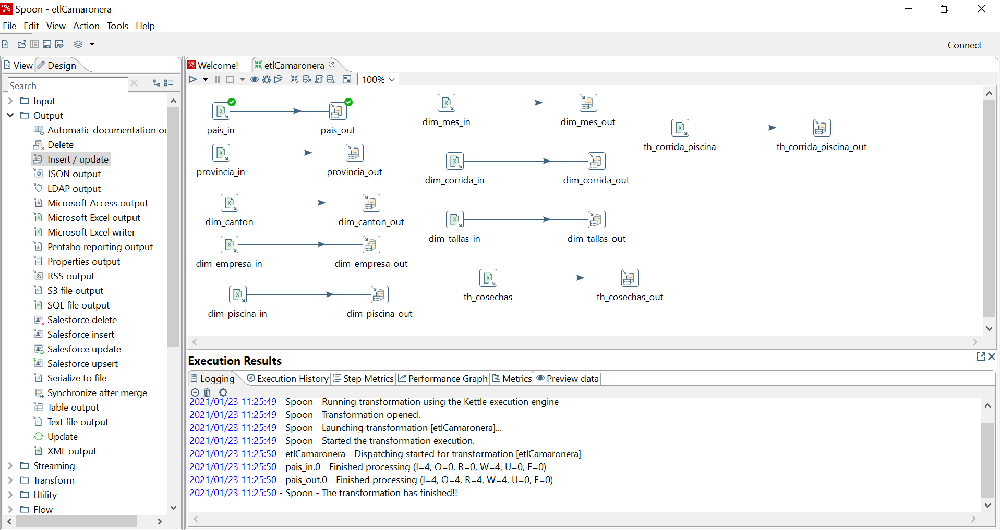 Spoon - etlCamaronera
File Edit View Action Tools Help
Connect
View Design
Search
Input
Output
Automatic documentation ou
Delete
Insert / update
JSON output
LDAP output
Microsoft Access output
Microsoft Excel output
Microsoft Excel writer
Pentaho reporting output
Properties output
RSS output
S3 file output
SQL file output
Salesforce delete
Salesforce insert
Salesforce update
Salesforce upsert
Serialize to file
Synchronize after merge
Table output
Text file output
Update
XML output
Streaming
Transform
Utility
Flow
Welcome! etlCamaronera
100%
pais_in pais_out
provincia_in provincia_out
dim_canton dim_canton_out
dim_empresa_in dim_empresa_out
dim_piscina_in dim_piscina_out
dim_mes_in dim_mes_out
dim_corrida_in dim_corrida_out
dim_tallas_in dim_tallas_out
th_cosechas th_cosechas_out
th_corrida_piscina th_corrida_piscina_out
Execution Results
Logging Execution History Step Metrics Performance Graph Metrics Preview data
2021/01/23 11:25:49 - Spoon - Running transformation using the Kettle execution engine
2021/01/23 11:25:49 - Spoon - Transformation opened.
2021/01/23 11:25:49 - Spoon - Launching transformation [etlCamaronera]...
2021/01/23 11:25:49 - Spoon - Started the transformation execution.
2021/01/23 11:25:50 - etlCamaronera - Dispatching started for transformation [etlCamaronera]
2021/01/23 11:25:50 - pais_in.0 - Finished processing (I=4, O=0, R=0, W=4, U=0, E=0)
2021/01/23 11:25:50 - pais_out.0 - Finished processing (I=4, O=4, R=4, W=4, U=0, E=0)
2021/01/23 11:25:50 - Spoon - The transformation has finished!!